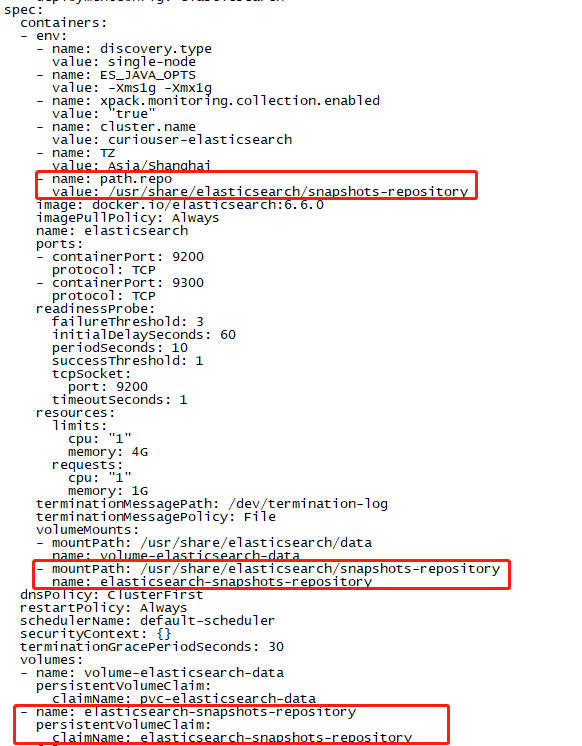 spec:
  containers:
  - env:
    - name: discovery.type
      value: single-node
    - name: ES_JAVA_OPTS
      value: -Xms1g -Xmx1g
    - name: xpack.monitoring.collection.enabled
      value: "true"
    - name: cluster.name
      value: curiouser-elasticsearch
    - name: TZ
      value: Asia/Shanghai
    - name: path.repo
      value: /usr/share/elasticsearch/snapshots-repository
    image: docker.io/elasticsearch:6.6.0
    imagePullPolicy: Always
    name: elasticsearch
    ports:
    - containerPort: 9200
      protocol: TCP
    - containerPort: 9300
      protocol: TCP
    readinessProbe:
      failureThreshold: 3
      initialDelaySeconds: 60
      periodSeconds: 10
      successThreshold: 1
      tcpSocket:
        port: 9200
      timeoutSeconds: 1
    resources:
      limits:
        cpu: "1"
        memory: 4G
      requests:
        cpu: "1"
        memory: 1G
    terminationMessagePath: /dev/termination-log
    terminationMessagePolicy: File
    volumeMounts:
    - mountPath: /usr/share/elasticsearch/data
      name: volume-elasticsearch-data
    - mountPath: /usr/share/elasticsearch/snapshots-repository
      name: elasticsearch-snapshots-repository
  dnsPolicy: ClusterFirst
  restartPolicy: Always
  schedulerName: default-scheduler
  securityContext: {}
  terminationGracePeriodSeconds: 30
  volumes:
  - name: volume-elasticsearch-data
    persistentVolumeClaim:
      claimName: pvc-elasticsearch-data
  - name: elasticsearch-snapshots-repository
    persistentVolumeClaim:
      claimName: elasticsearch-snapshots-repository